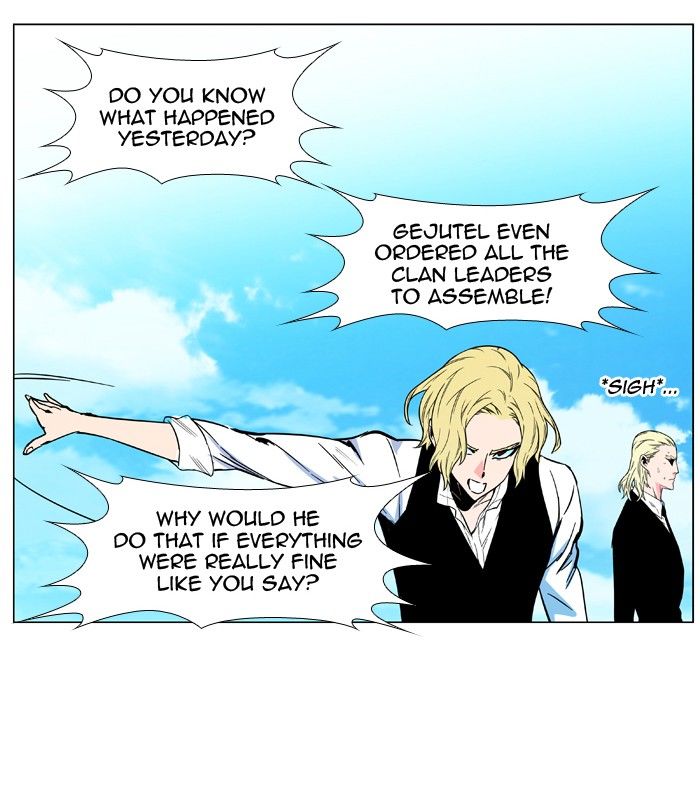 DO YOU KNOW
WHAT HAPPENED
YESTERDAY?
GEJUTEL EVEN
ORDERED ALL THE
CLAN LEADERS
TO ASSEMBLE!
*SIGH*...
WHY WOULD HE
DO THAT IF EVERYTHING
WERE REALLY FINE
LIKE YOU SAY?